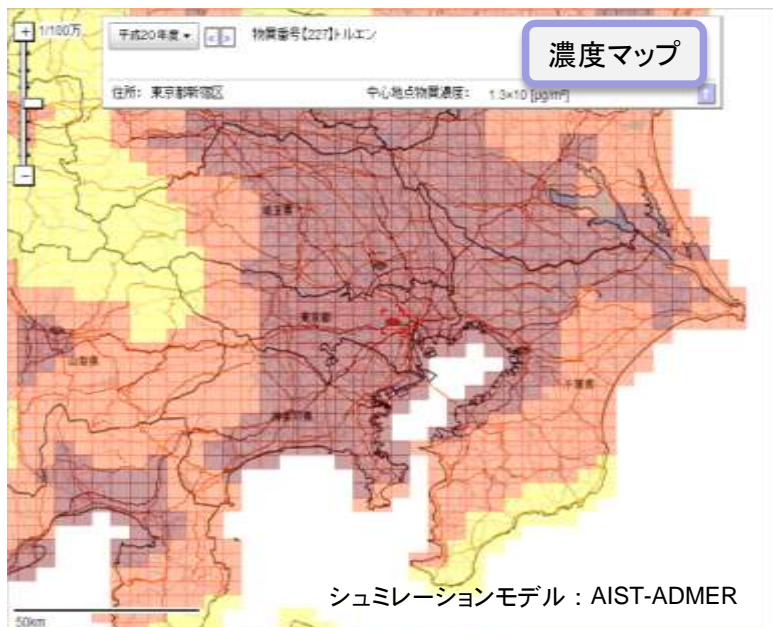 1/100万
平成20年度
物質番号【227】トルエン
濃度マップ
住所: 東京都新宿区
中心地点物質濃度: 1.3×10 [μg/m³]
埼玉県
東京都
山梨県
千葉県
神奈川県
シュミレーションモデル：AIST-ADMER
50km